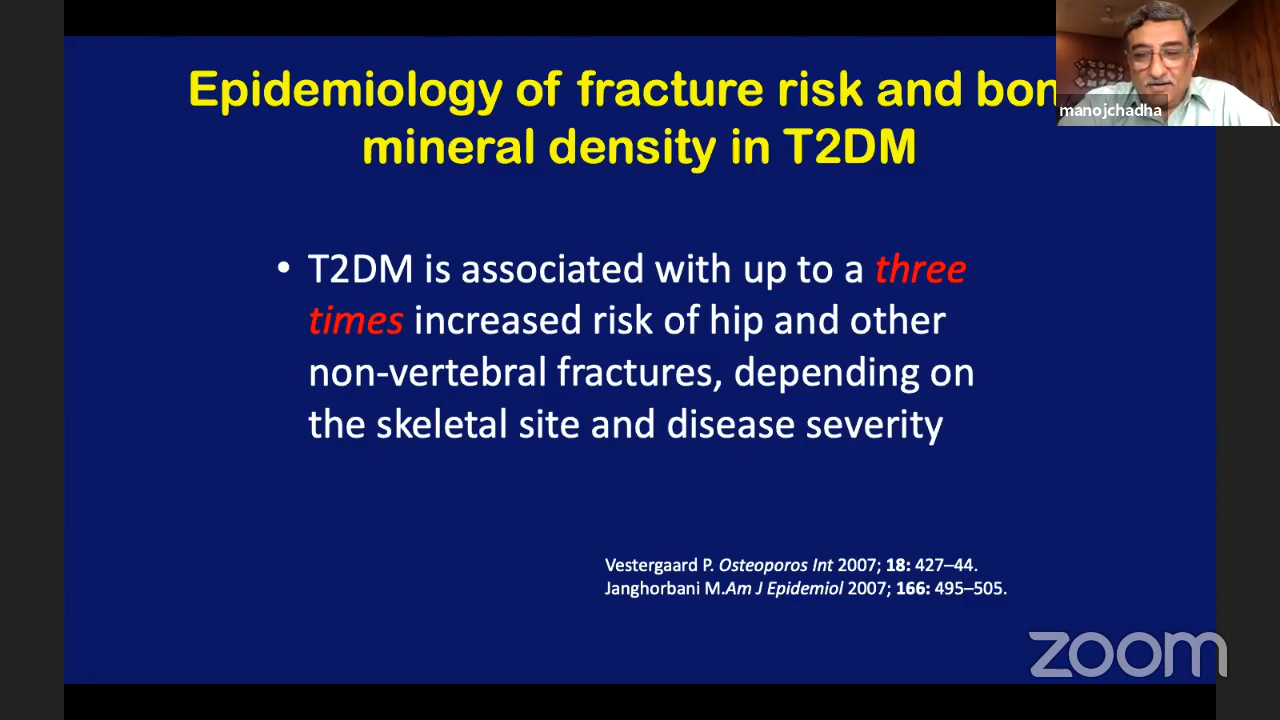 Epidemiology of fracture risk and bon
mineral density in T2DM
manojchadha
• T2DM is associated with up to a three
times increased risk of hip and other
non-vertebral fractures, depending on
the skeletal site and disease severity
Vestergaard P. Osteoporos Int 2007; 18: 427–44.
Janghorbani M.Am J Epidemiol 2007; 166: 495–505.
zoom